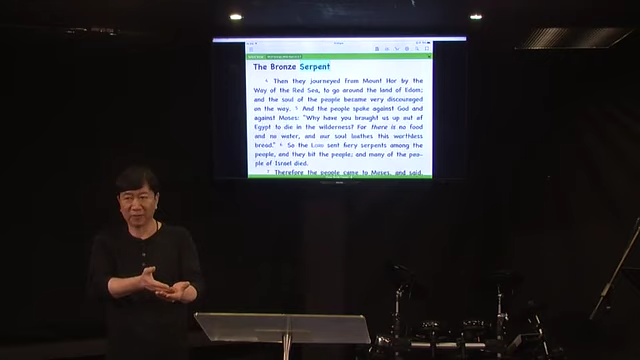 The Bronze Serpent
4 Then they journeyed from Mount Hor by the
Way of the Red Sea, to go around the land of Edom;
and the soul of the people became very discouraged
on the way. 5 And the people spoke against God and
against Moses: "Why have you brought us up out of
Egypt to die in the wilderness? For there is no food
and no water, and our soul loathes this worthless
bread." 6 So the LORD sent fiery serpents among the
people, and they bit the people; and many of the peo-
ple of Israel died.
7 Therefore the people came to Moses, and said,